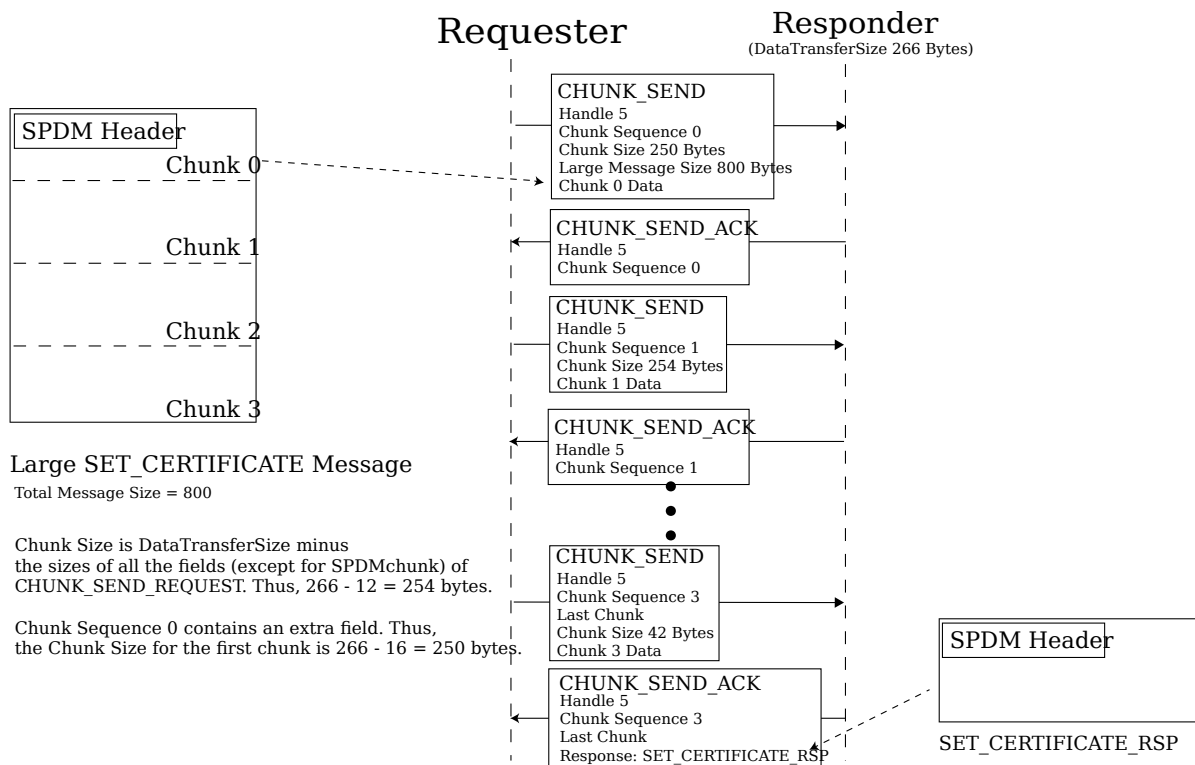 Requester
Responder
(DataTransferSize 266 Bytes)
SPDM Header
Chunk 0
Chunk 1
Chunk 2
Chunk 3
Large SET_CERTIFICATE Message
Total Message Size = 800
Chunk Size is DataTransferSize minus
the sizes of all the fields (except for SPDMchunk) of
CHUNK_SEND_REQUEST. Thus, 266 - 12 = 254 bytes.
Chunk Sequence 0 contains an extra field. Thus,
the Chunk Size for the first chunk is 266 - 16 = 250 bytes.
CHUNK_SEND
Handle 5
Chunk Sequence 0
Chunk Size 250 Bytes
Large Message Size 800 Bytes
Chunk 0 Data
CHUNK_SEND_ACK
Handle 5
Chunk Sequence 0
CHUNK_SEND
Handle 5
Chunk Sequence 1
Chunk Size 254 Bytes
Chunk 1 Data
CHUNK_SEND_ACK
Handle 5
Chunk Sequence 1
CHUNK_SEND
Handle 5
Chunk Sequence 3
Last Chunk
Chunk Size 42 Bytes
Chunk 3 Data
CHUNK_SEND_ACK
Handle 5
Chunk Sequence 3
Last Chunk
Response: SET_CERTIFICATE_RSP
SPDM Header
SET_CERTIFICATE_RSP